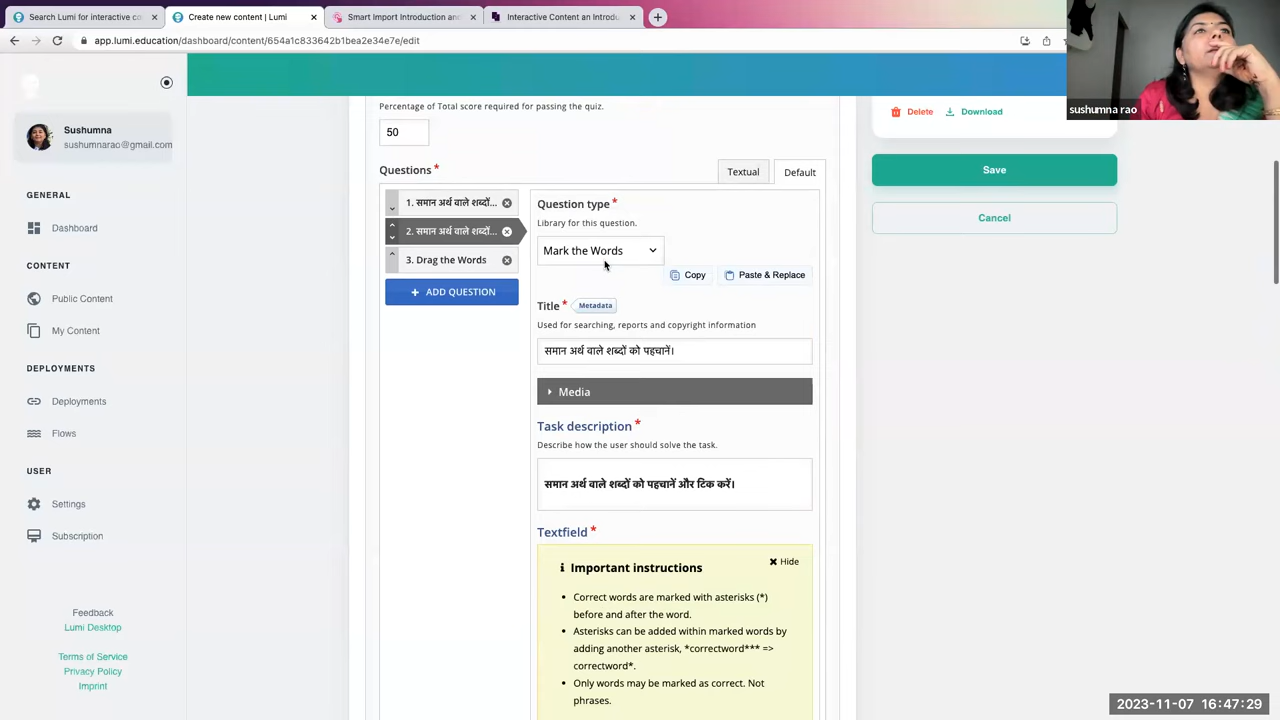 Search Lumi for interactive co
Create new content | Lumi
Smart Import Introduction and
Interactive Content an Introdu
app.lumi.education/dashboard/content/654a1c833642b1bea2e34e7e/edit
sushumna rao
Sushumna
sushumnarao@gmail.com
GENERAL
Dashboard
CONTENT
Public Content
My Content
DEPLOYMENTS
Deployments
Flows
USER
Settings
Subscription
Feedback
Lumi Desktop
Terms of Service
Privacy Policy
Imprint
Percentage of Total score required for passing the quiz.
50
Questions *
Textual
Default
1. समान अर्थ वाले शब्दों...
2. समान अर्थ वाले शब्दों...
3. Drag the Words
+ ADD QUESTION
Question type *
Library for this question.
Mark the Words
Copy
Paste & Replace
Title *
Metadata
Used for searching, reports and copyright information
समान अर्थ वाले शब्दों को पहचानें।
Media
Task description *
Describe how the user should solve the task.
समान अर्थ वाले शब्दों को पहचानें और टिक करें।
Textfield *
Important instructions
Hide
Correct words are marked with asterisks (*)
before and after the word.
Asterisks can be added within marked words by
adding another asterisk, *correctword*** =>
correctword*.
Only words may be marked as correct. Not
phrases.
Delete
Download
Save
Cancel
2023-11-07 16:47:29